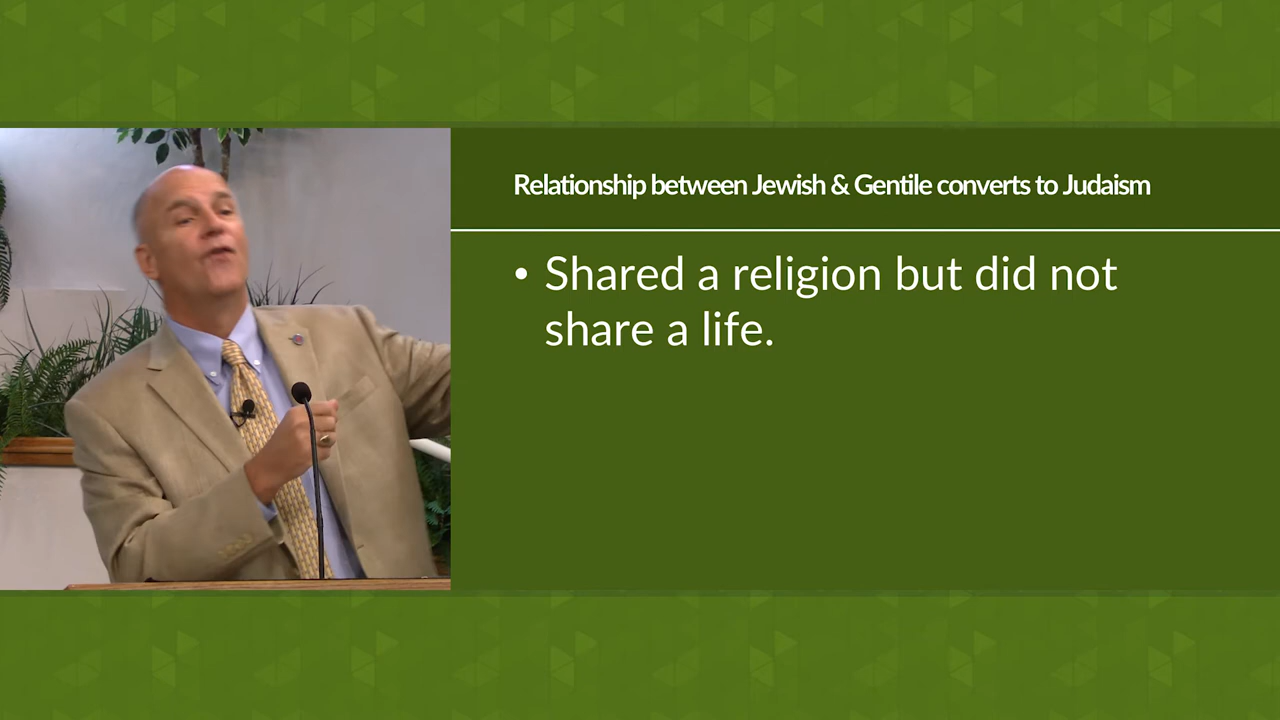 Relationship between Jewish & Gentile converts to Judaism
• Shared a religion but did not
share a life.